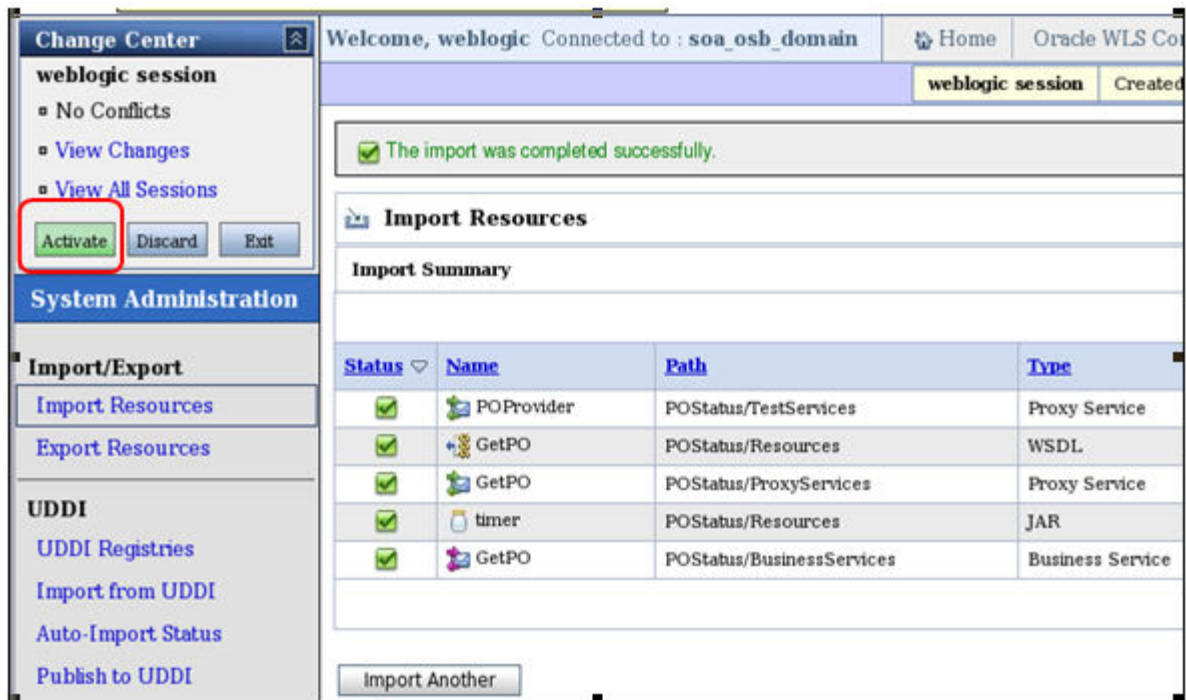 Change Center
weblogic session
No Conflicts
View Changes
View All Sessions
Activate Discard Exit
System Administration
Import/Export
Import Resources
Export Resources
UDDI
UDDI Registries
Import from UDDI
Auto-Import Status
Publish to UDDI
Welcome, weblogic Connected to : soa_osb_domain Home Oracle WLS Co
weblogic session Created
The import was completed successfully.
Import Resources
Import Summary
Status Name Path Type
POProvider POStatus/TestServices Proxy Service
GetPO POStatus/Resources WSDL
GetPO POStatus/ProxyServices Proxy Service
timer POStatus/Resources JAR
GetPO POStatus/BusinessServices Business Service
Import Another